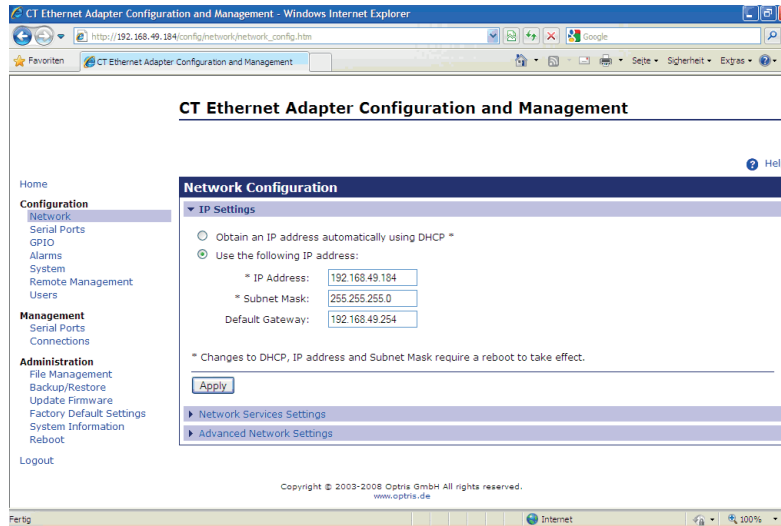 CT Ethernet Adapter Configuration and Management - Windows Internet Explorer
http://192.168.49.184/config/network/network_config.htm
Google
Favoriten
CT Ethernet Adapter Configuration and Management
Seite
Sicherheit
Extras
CT Ethernet Adapter Configuration and Management
Hel
Home
Configuration
Network
Serial Ports
GPIO
Alarms
System
Remote Management
Users
Management
Serial Ports
Connections
Administration
File Management
Backup/Restore
Update Firmware
Factory Default Settings
System Information
Reboot
Logout
Network Configuration
IP Settings
Obtain an IP address automatically using DHCP *
Use the following IP address:
* IP Address: 192.168.49.184
* Subnet Mask: 255.255.255.0
Default Gateway: 192.168.49.254
* Changes to DHCP, IP address and Subnet Mask require a reboot to take effect.
Apply
Network Services Settings
Advanced Network Settings
Copyright © 2003-2008 Optris GmbH All rights reserved.
www.optris.de
Fertig
Internet
100%